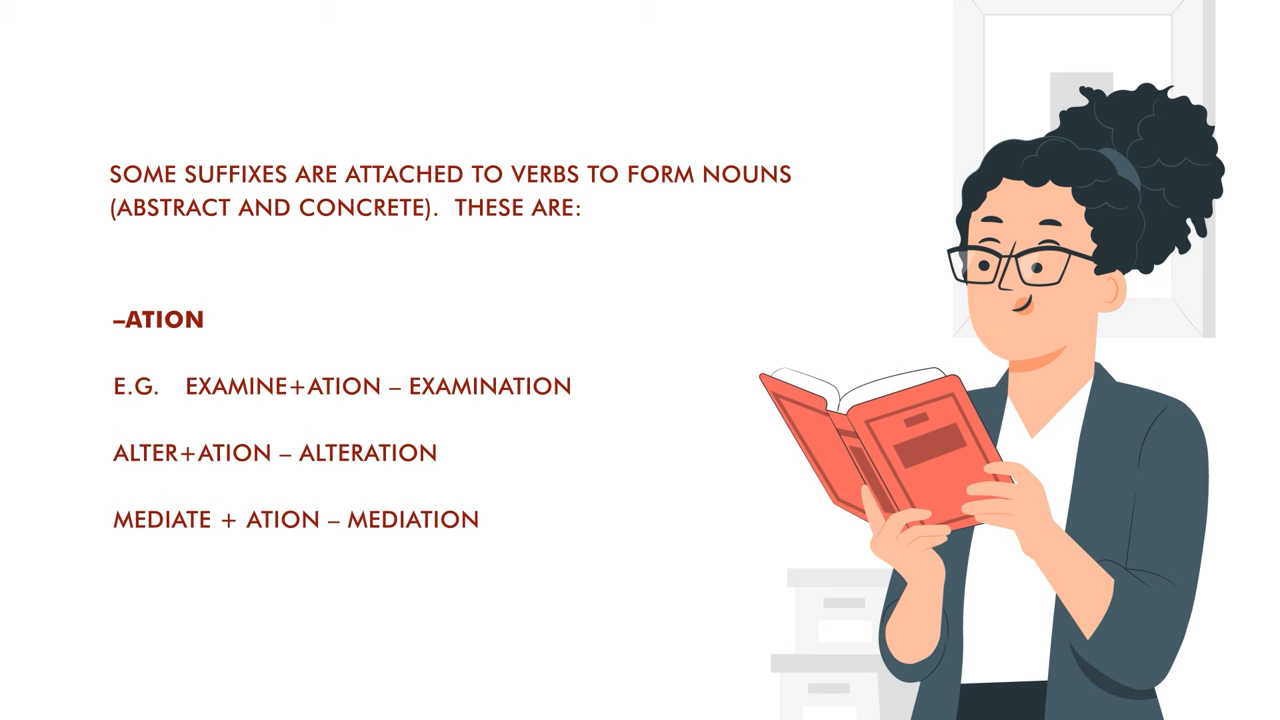 SOME SUFFIXES ARE ATTACHED TO VERBS TO FORM NOUNS
(ABSTRACT AND CONCRETE).  THESE ARE:
–ATION
E.G.    EXAMINE+ATION – EXAMINATION
ALTER+ATION – ALTERATION
MEDIATE + ATION – MEDIATION